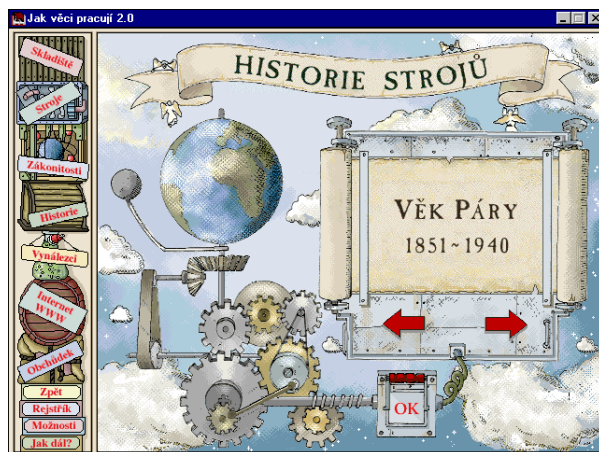 Jak věci pracují 2.0
HISTORIE STROJŮ
Skladiště
Stroje
Zákonitosti
Historie
Vynálezci
Internet
WWW
Obchůdek
Zpět
Rejstřík
Možnosti
Jak dál?
VĚK PÁRY
1851~1940
OK